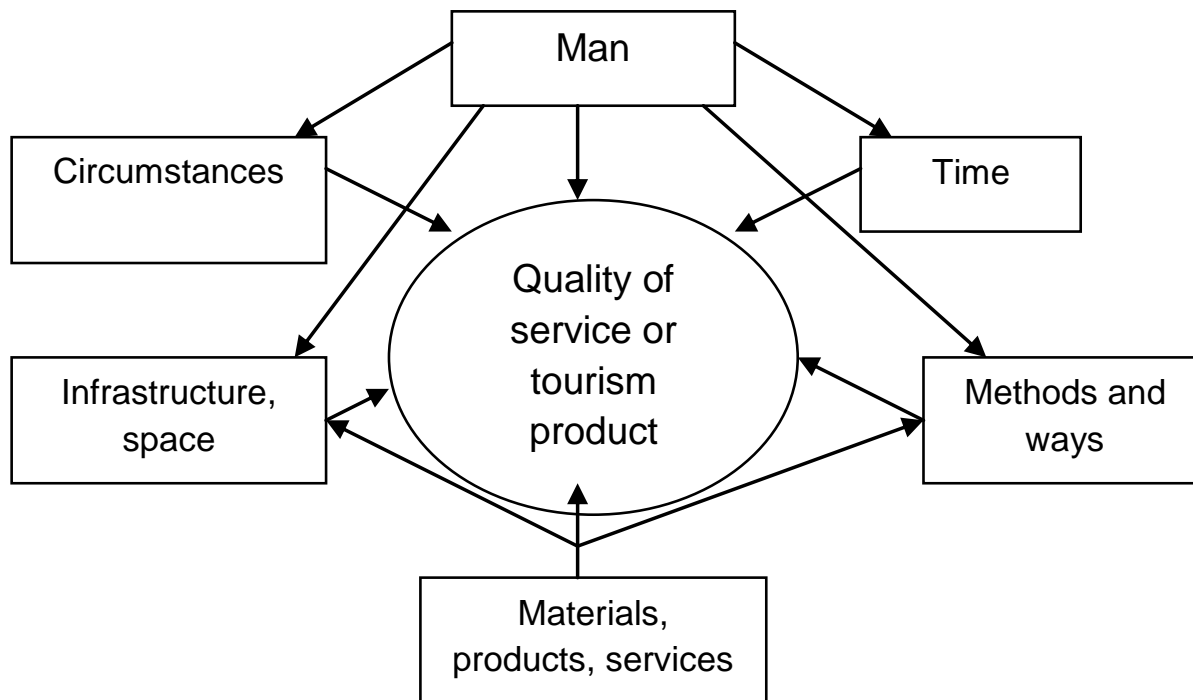 Man
Circumstances
Time
Quality of
service or
tourism
product
Infrastructure,
space
Methods and
ways
Materials,
products, services